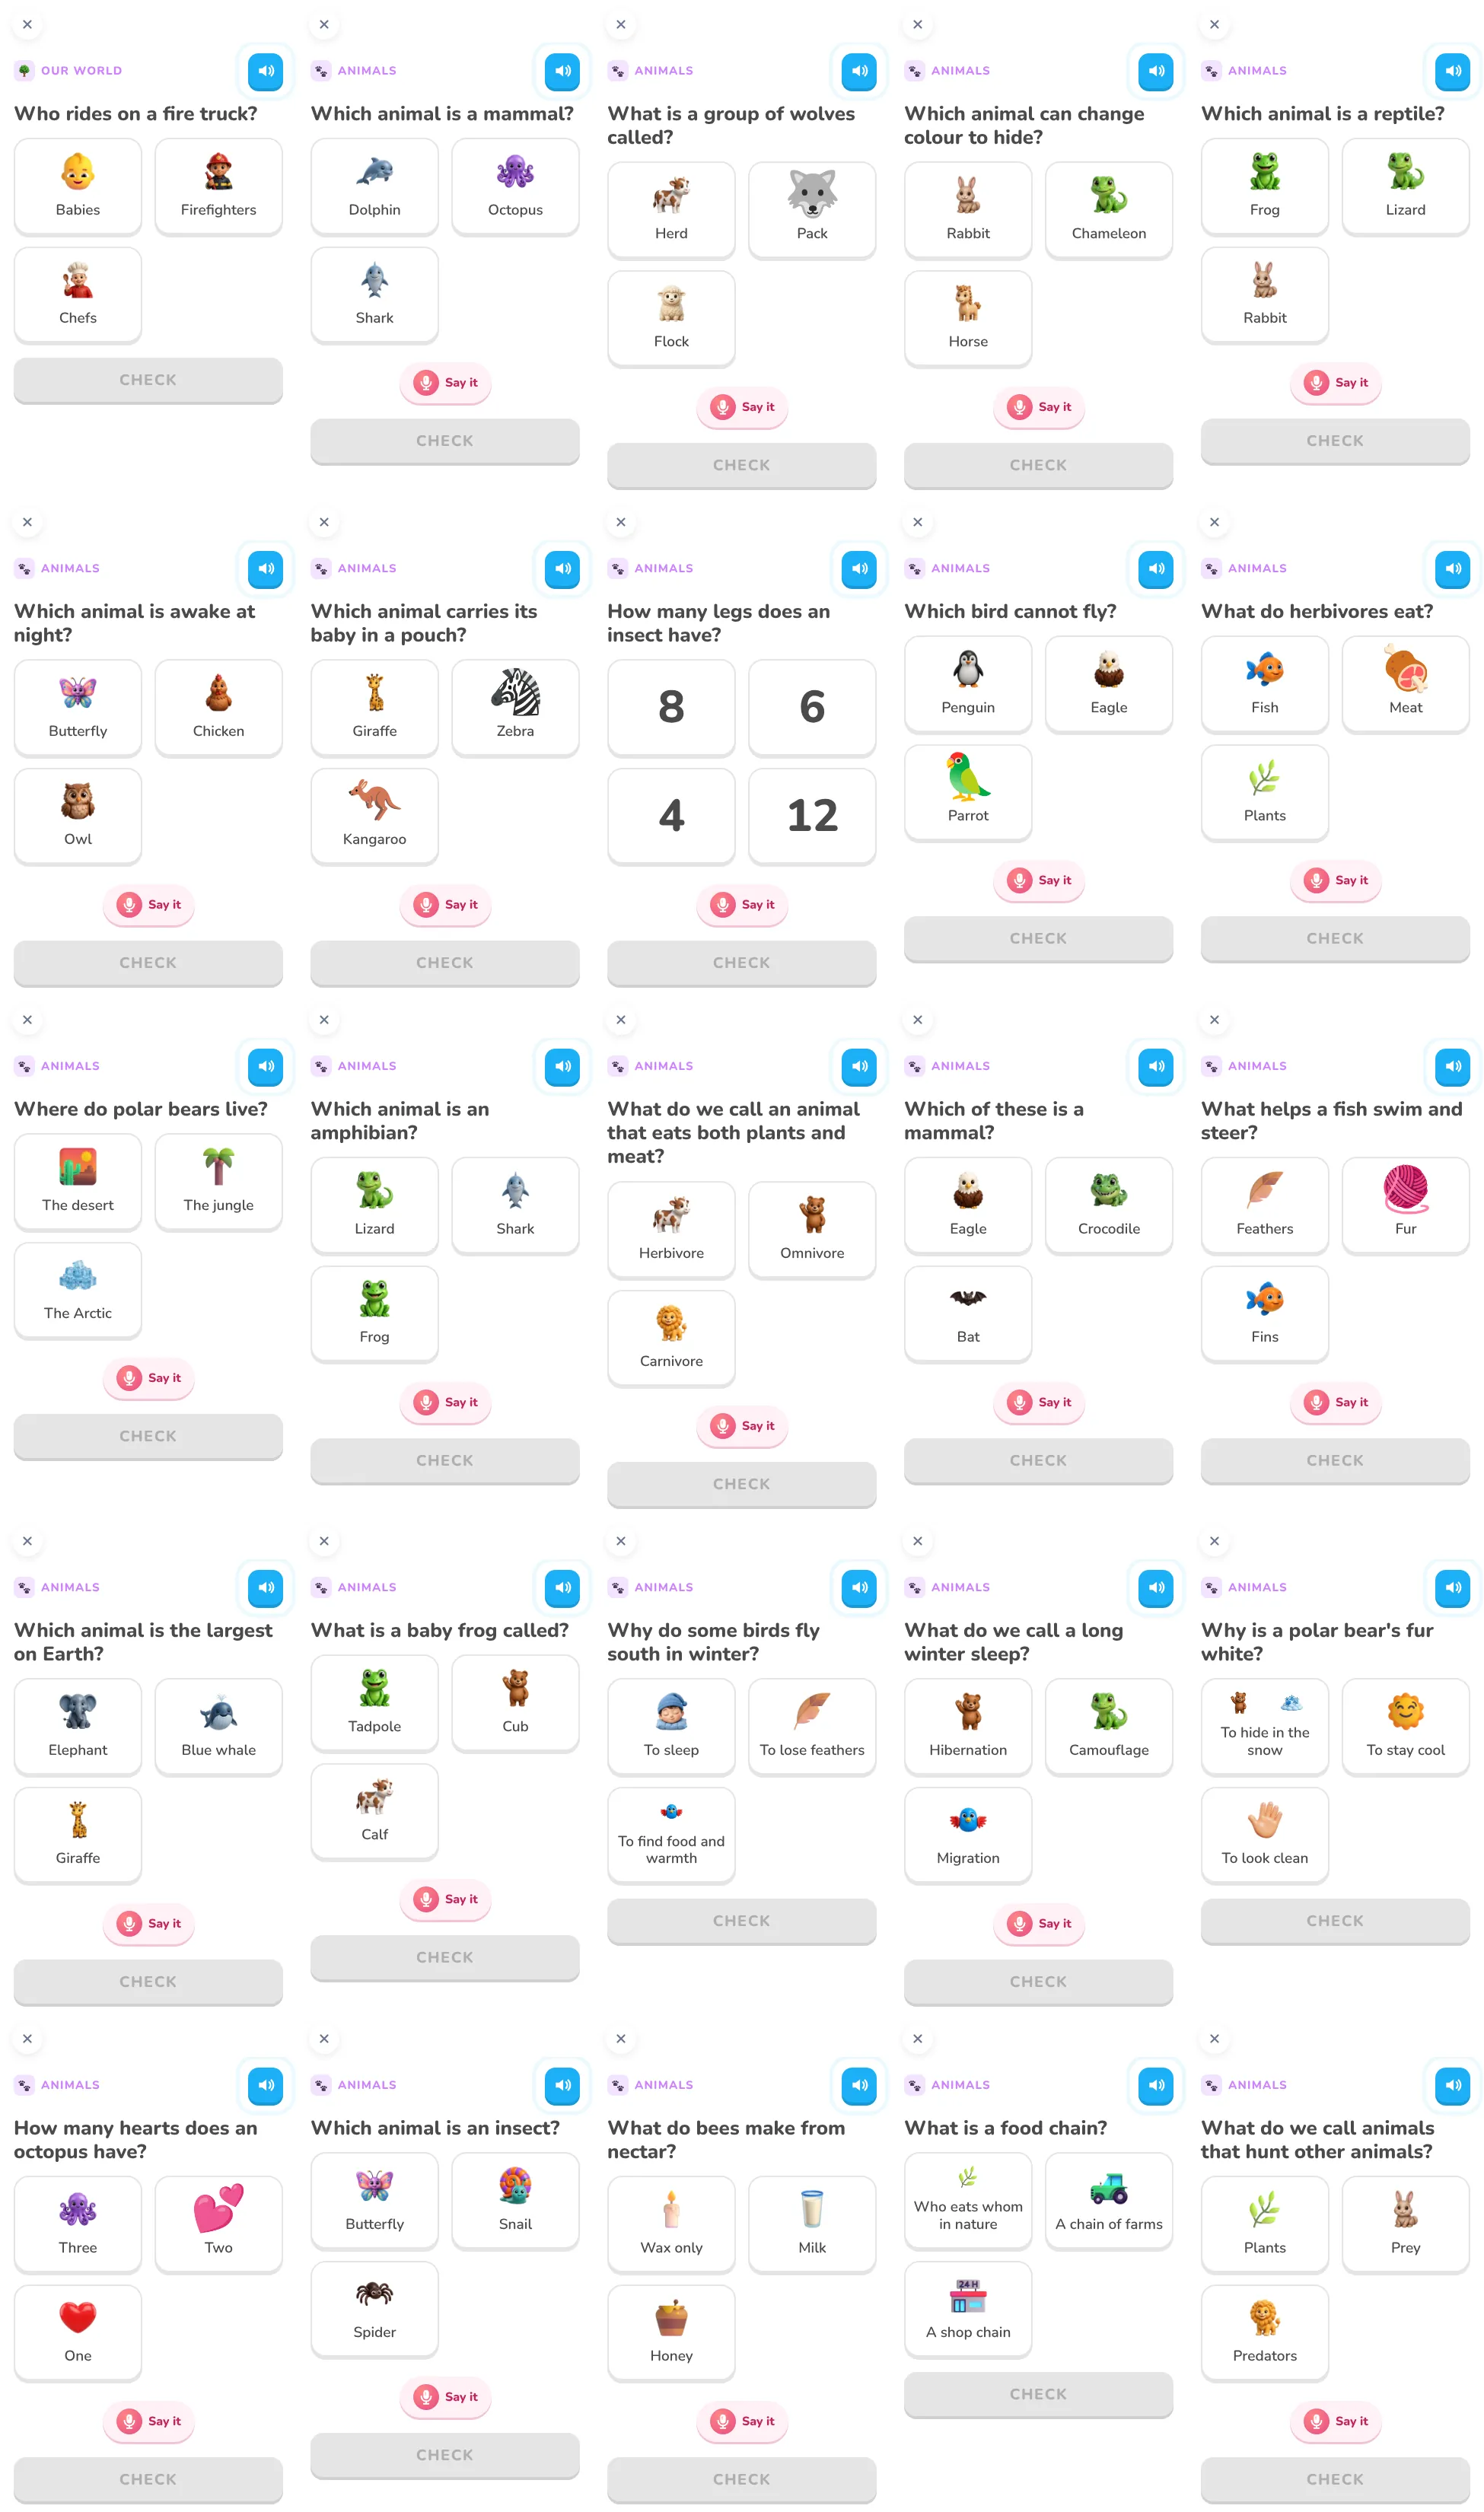 OUR WORLD
Who rides on a fire truck?
Babies
Firefighters
Chefs
CHECK
ANIMALS
Which animal is a mammal?
Dolphin
Octopus
Shark
Say it
CHECK
ANIMALS
What is a group of wolves
called?
Herd
Pack
Flock
Say it
CHECK
ANIMALS
Which animal can change
colour to hide?
Rabbit
Chameleon
Horse
Say it
CHECK
ANIMALS
Which animal is a reptile?
Frog
Lizard
Rabbit
Say it
CHECK
ANIMALS
Which animal is awake at
night?
Butterfly
Chicken
Owl
Say it
CHECK
ANIMALS
Which animal carries its
baby in a pouch?
Giraffe
Zebra
Kangaroo
Say it
CHECK
ANIMALS
How many legs does an
insect have?
8
6
4
12
Say it
CHECK
ANIMALS
Which bird cannot fly?
Penguin
Eagle
Parrot
Say it
CHECK
ANIMALS
What do herbivores eat?
Fish
Meat
Plants
Say it
CHECK
ANIMALS
Where do polar bears live?
The desert
The jungle
The Arctic
Say it
CHECK
ANIMALS
Which animal is an
amphibian?
Lizard
Shark
Frog
Say it
CHECK
ANIMALS
What do we call an animal
that eats both plants and
meat?
Herbivore
Omnivore
Carnivore
Say it
CHECK
ANIMALS
Which of these is a
mammal?
Eagle
Crocodile
Bat
Say it
CHECK
ANIMALS
What helps a fish swim and
steer?
Feathers
Fur
Fins
Say it
CHECK
ANIMALS
Which animal is the largest
on Earth?
Elephant
Blue whale
Giraffe
Say it
CHECK
ANIMALS
What is a baby frog called?
Tadpole
Cub
Calf
Say it
CHECK
ANIMALS
Why do some birds fly
south in winter?
To sleep
To lose feathers
To find food and
warmth
CHECK
ANIMALS
What do we call a long
winter sleep?
Hibernation
Camouflage
Migration
Say it
CHECK
ANIMALS
Why is a polar bear's fur
white?
To hide in the
snow
To stay cool
To look clean
CHECK
ANIMALS
How many hearts does an
octopus have?
Three
Two
One
Say it
CHECK
ANIMALS
Which animal is an insect?
Butterfly
Snail
Spider
Say it
CHECK
ANIMALS
What do bees make from
nectar?
Wax only
Milk
Honey
Say it
CHECK
ANIMALS
What is a food chain?
Who eats whom
in nature
A chain of farms
24 H
A shop chain
CHECK
ANIMALS
What do we call animals
that hunt other animals?
Plants
Prey
Predators
Say it
CHECK